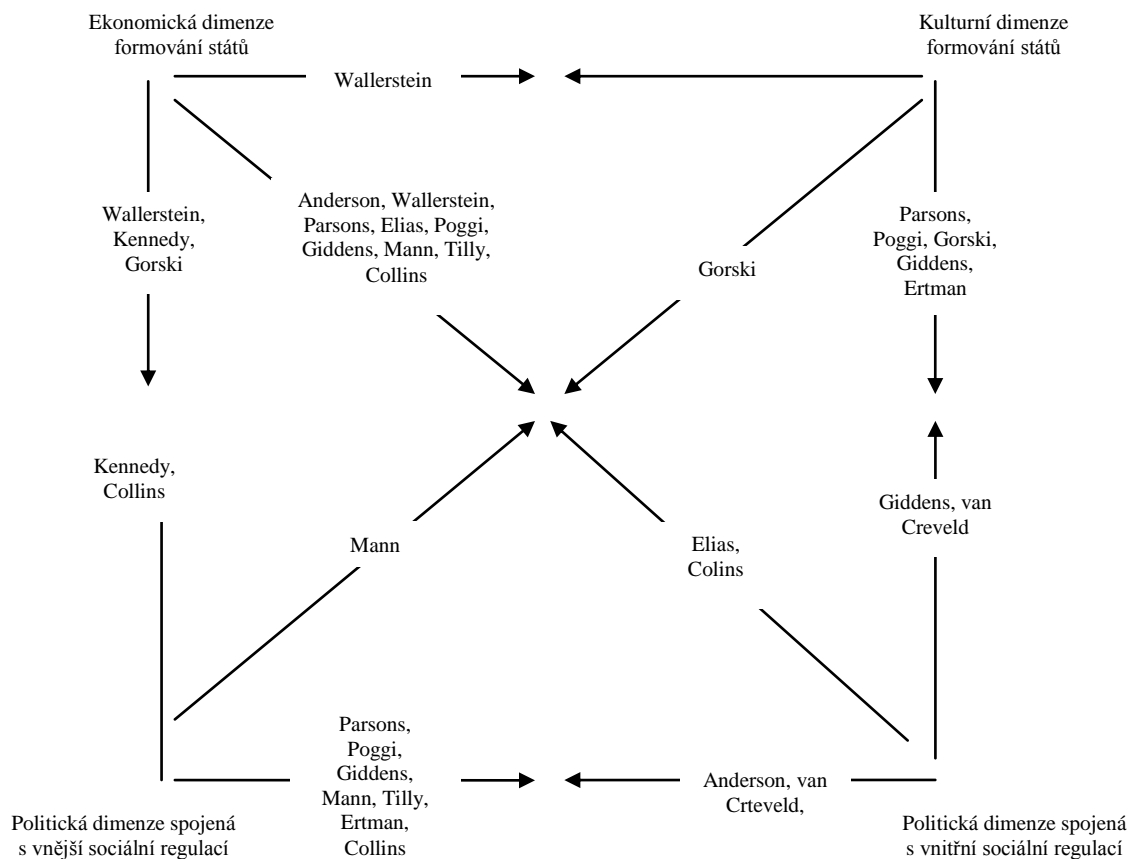 Ekonomická dimenze
formování států
Kulturní dimenze
formování států
Wallerstein
Wallerstein,
Kennedy,
Gorski
Anderson, Wallerstein,
Parsons, Elias, Poggi,
Giddens, Mann, Tilly,
Collins
Gorski
Parsons,
Poggi, Gorski,
Giddens,
Ertman
Kennedy,
Collins
Mann
Elias,
Colins
Giddens, van
Creveld
Parsons,
Poggi,
Giddens,
Mann, Tilly,
Ertman,
Collins
Anderson, van
Crteveld,
Politická dimenze spojená
s vnější sociální regulací
Politická dimenze spojená
s vnitřní sociální regulací